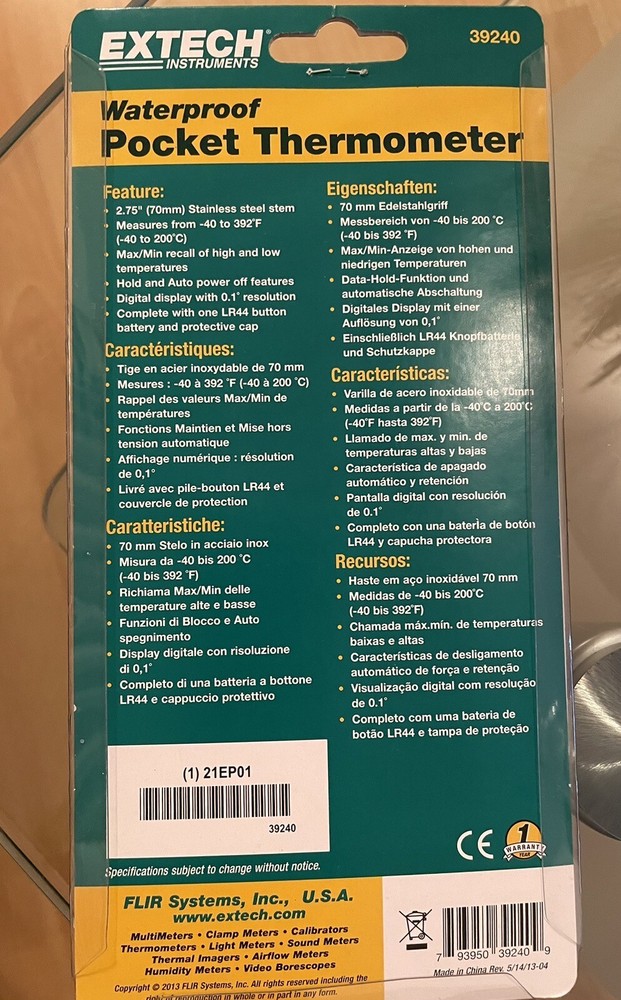 EXTECH®
INSTRUMENTS
39240
Waterproof
Pocket Thermometer
Feature:
• 2.75" (70mm) Stainless steel stem
• Measures from -40 to 392˚F
(-40 to 200˚C)
• Max/Min recall of high and low
temperatures
• Hold and Auto power off features
• Digital display with 0.1˚ resolution
• Complete with one LR44 button
battery and protective cap
Caractéristiques:
• Tige en acier inoxydable de 70 mm
• Mesures : -40 à 392 ˚F (-40 à 200 ˚C)
• Rappel des valeurs Max/Min de
températures
• Fonctions Maintien et Mise hors
tension automatique
• Affichage numérique : résolution
de 0,1°
• Livré avec pile-bouton LR44 et
couvercle de protection
Caratteristiche:
• 70 mm Stelo in acciaio inox
• Misura da -40 bis 200 ˚C
(-40 bis 392 ˚F)
• Richiama Max/Min delle
temperature alte e basse
• Funzioni di Blocco e Auto
spegnimento
• Display digitale con risoluzione
di 0,1˚
• Completo di una batteria a bottone
LR44 e cappuccio protettivo
Eigenschaften:
• 70 mm Edelstahlgriff
• Messbereich von -40 bis 200 ˚C
(-40 bis 392 ˚F)
• Max/Min-Anzeige von hohen und
niedrigen Temperaturen
• Data-Hold-Funktion und
automatische Abschaltung
• Digitales Display mit einer
Auflösung von 0,1˚
• Einschließlich LR44 Knopfbatterie
und Schutzkappe
Características:
• Varilla de acero inoxidable de 70mm
• Medidas a partir de la -40˚C a 200˚C
(-40˚F hasta 392˚F)
• Llamado de max. y min. de
temperaturas altas y bajas
• Característica de apagado
automático y retención
• Pantalla digital con resolución
de 0.1˚
• Completo con una batería de botón
LR44 y capucha protectora
Recursos:
• Haste em aço inoxidável 70 mm
• Medidas de -40 bis 200˚C
(-40 bis 392˚F)
• Chamada máx.mín. de temperaturas
baixas e altas
• Características de desligamento
automático de força e retenção
• Visualização digital com resolução
de 0.1˚
• Completo com uma bateria de
botão LR44 e tampa de proteção
(1) 21EP01
39240
CE
1
WARRANTY
YEAR
Specifications subject to change without notice.
FLIR Systems, Inc., U.S.A.
www.extech.com
MultiMeters • Clamp Meters • Calibrators
Thermometers • Light Meters • Sound Meters
Thermal Imagers • Airflow Meters
Humidity Meters • Video Borescopes
Copyright © 2013 FLIR Systems, Inc. All rights reserved including the
right of reproduction in whole or in part in any form.
7 93950 39240 9
Made in China Rev. 5/14/13-04